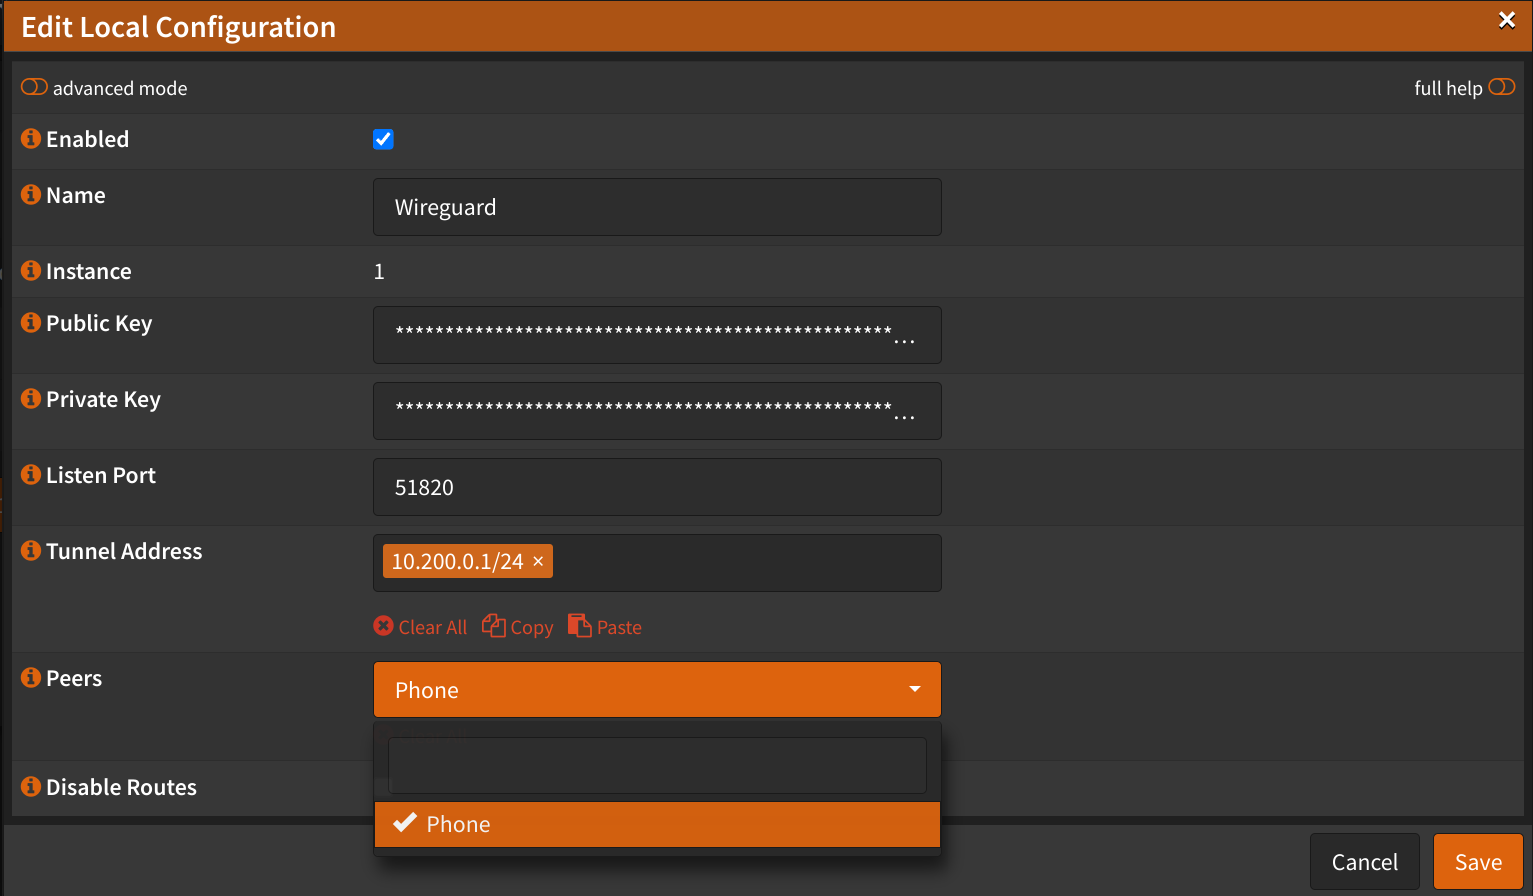 Edit Local Configuration
×
advanced mode
full help
Enabled
Name
Wireguard
Instance
1
Public Key
**************************************************...
Private Key
**************************************************...
Listen Port
51820
Tunnel Address
10.200.0.1/24 ×
Clear All Copy Paste
Peers
Phone
Phone
Disable Routes
Cancel
Save